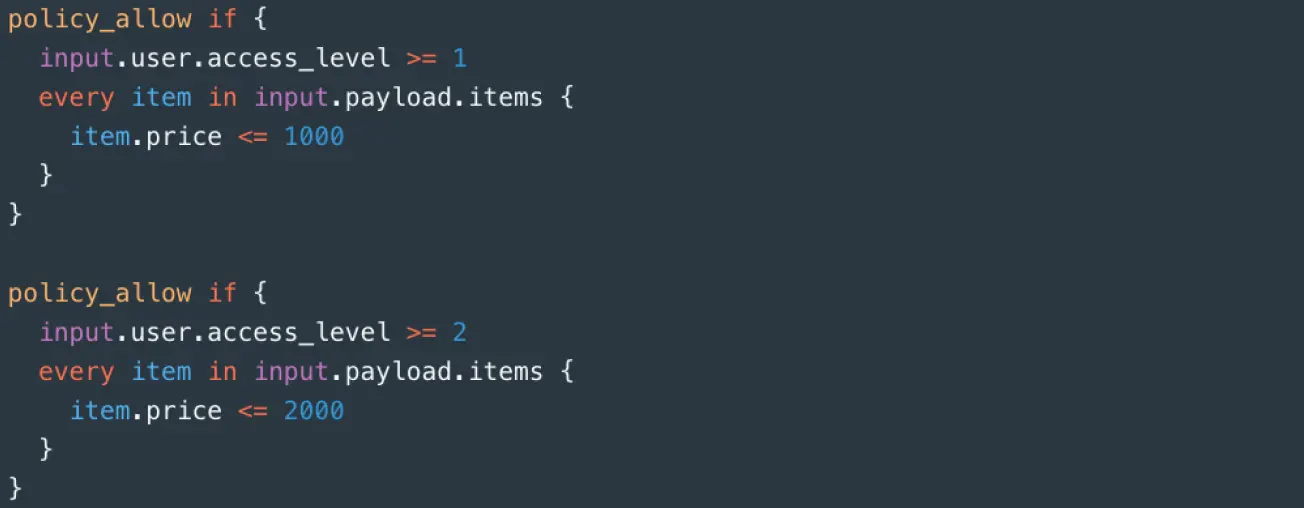 policy_allow if {
  input.user.access_level >= 1
  every item in input.payload.items {
    item.price <= 1000
  }
}

policy_allow if {
  input.user.access_level >= 2
  every item in input.payload.items {
    item.price <= 2000
  }
}